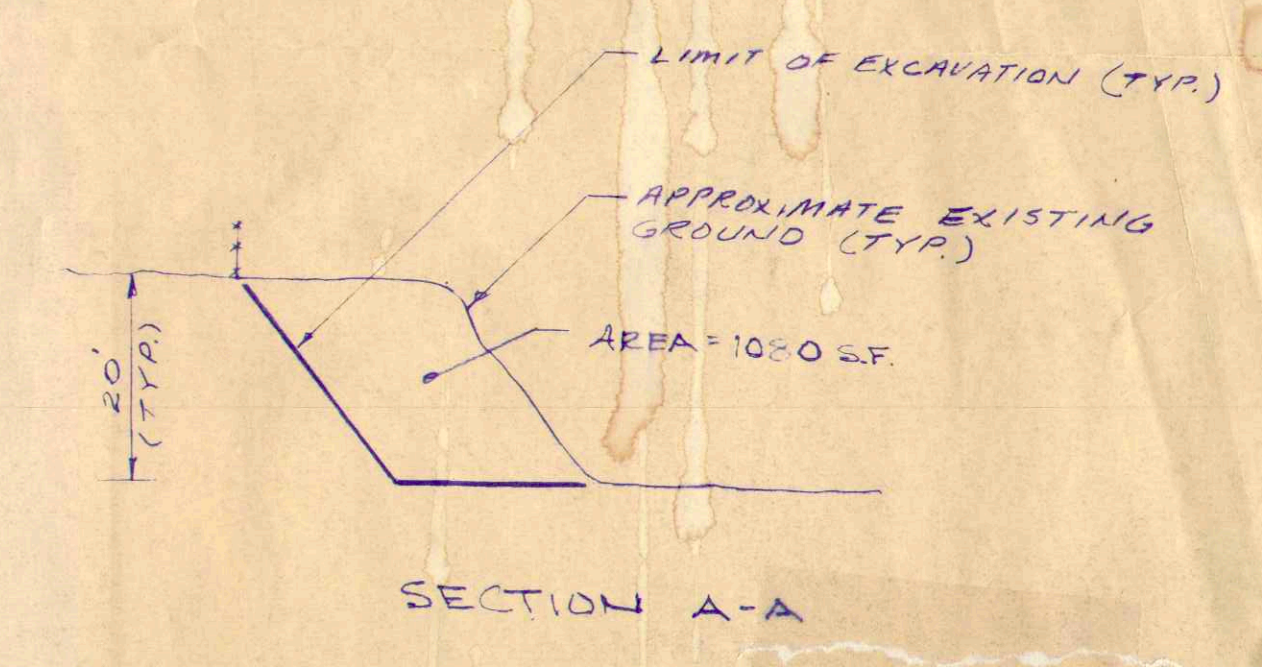 LIMIT OF EXCAVATION (TYP.)
APPROXIMATE EXISTING
GROUND (TYP.)
AREA = 1080 S.F.
20'
(TYP.)
SECTION A-A